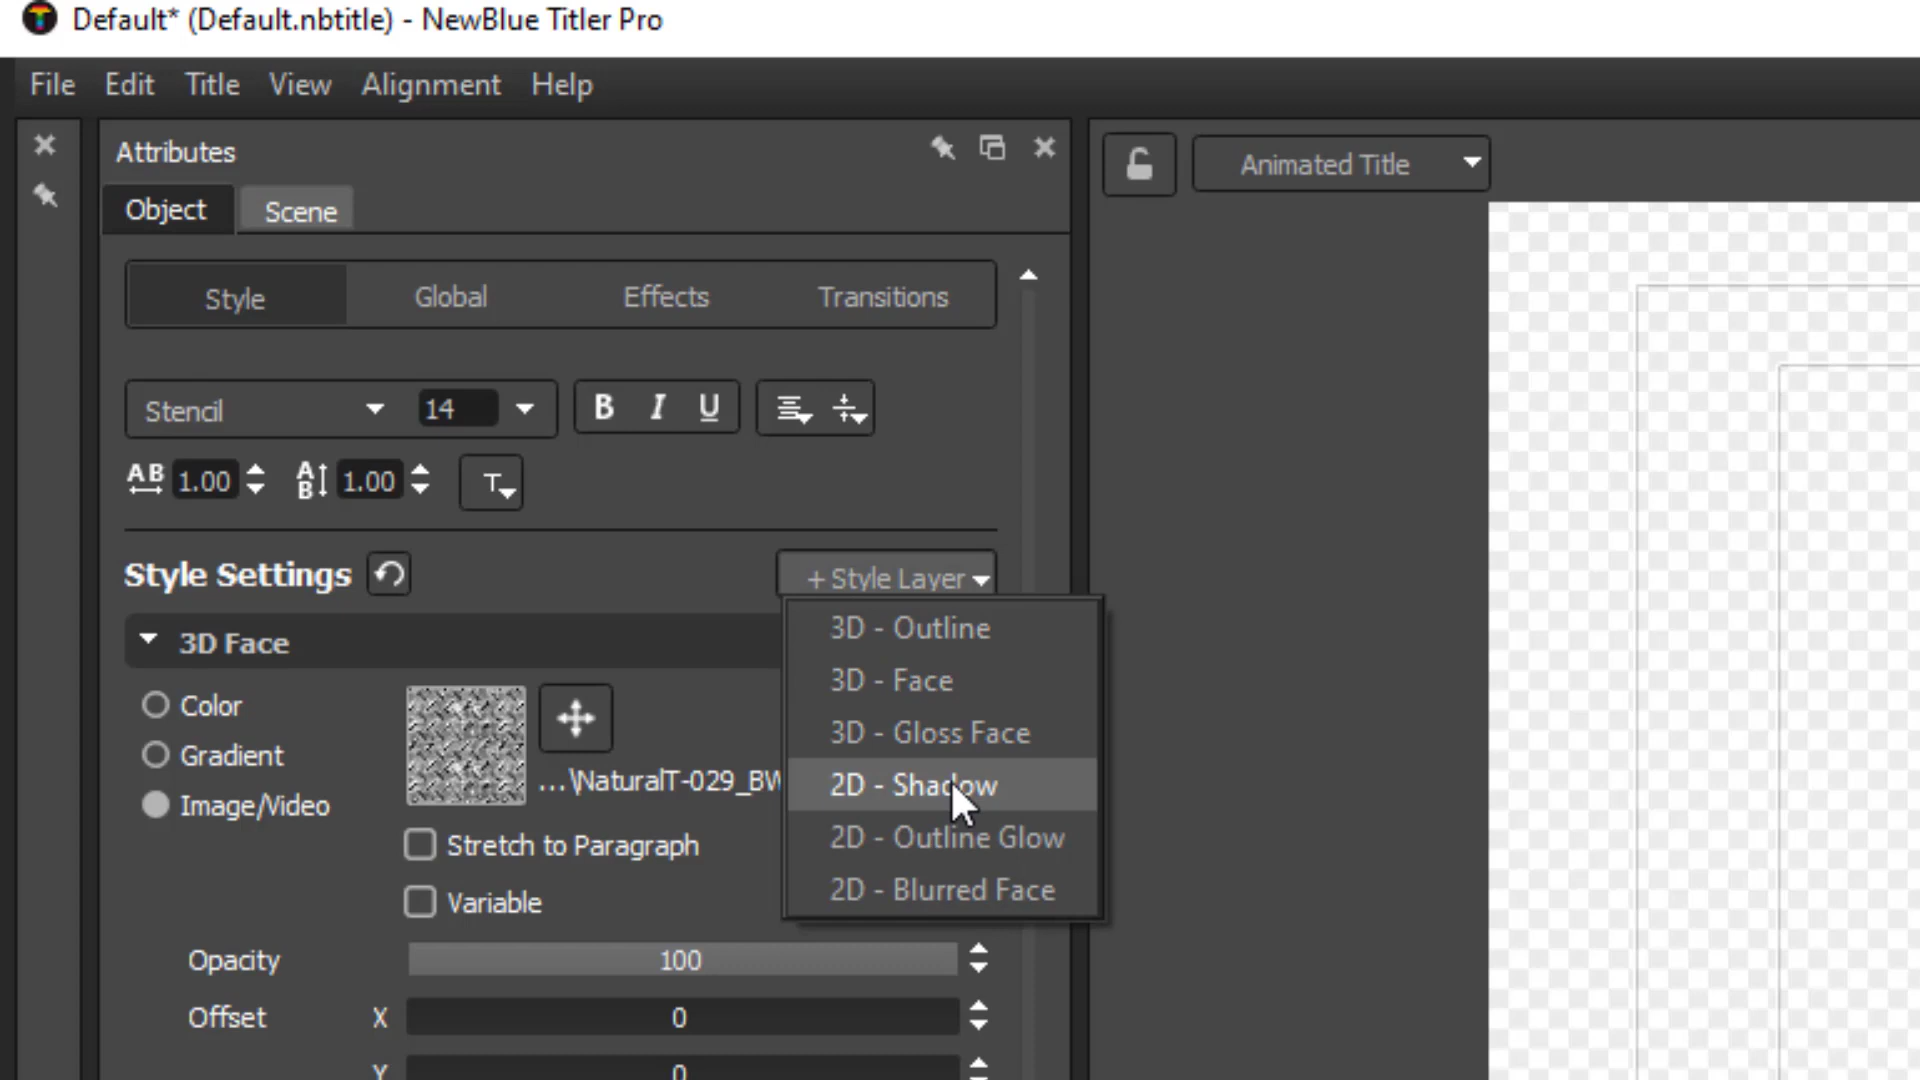 Default* (Default.nbtitle) - NewBlue Titler Pro
File Edit Title View Alignment Help
Attributes
Animated Title
Object Scene
Style Global Effects Transitions
Stencil 14 B I U
AB 1.00 AB 1.00 T
Style Settings + Style Layer
3D - Outline
3D Face
3D - Face
Color
3D - Gloss Face
Gradient
...\NaturalT-029_BW
2D - Shadow
Image/Video
Stretch to Paragraph
2D - Outline Glow
Variable
2D - Blurred Face
Opacity 100
Offset X 0
Y 0